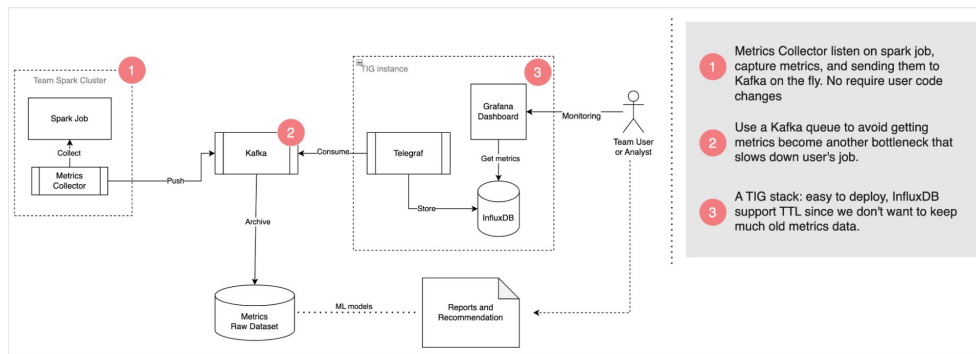 Team Spark Cluster
1
Spark Job
Collect
Metrics
Collector
Push
Kafka
2
Archive
Consume
TIG instance
3
Telegraf
Store
Grafana
Dashboard
Get metrics
InfluxDB
Monitoring
Team User
or Analyst
Metrics
Raw Dataset
ML models
Reports and
Recommendation
1
Metrics Collector listen on spark job,
capture metrics, and sending them to
Kafka on the fly. No require user code
changes
2
Use a Kafka queue to avoid getting
metrics become another bottleneck that
slows down user's job.
3
A TIG stack: easy to deploy, InfluxDB
support TTL since we don't want to keep
much old metrics data.